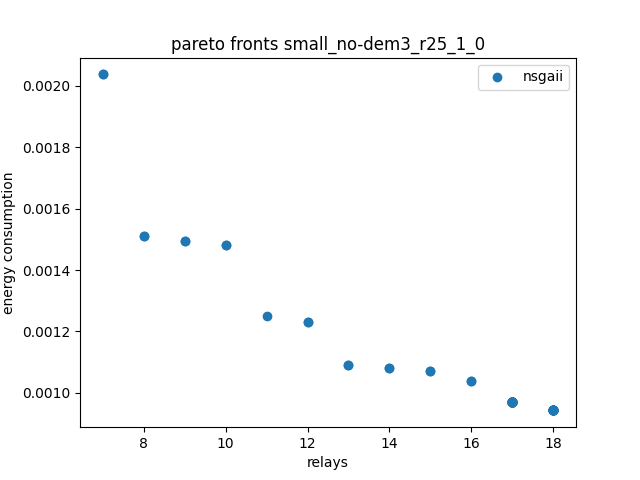 pareto fronts small_no-dem3_r25_1_0
nsgaii
0.0020
0.0018
0.0016
0.0014
0.0012
0.0010
energy consumption
8 10 12 14 16 18
relays